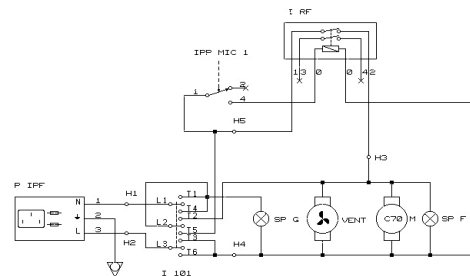 I RF
IPP MIC 1
1 3 0 0 4 2
2
1
4
H5
H3
P IPF
N 1 H1 L1 T1
T4
2 T2 SP G VENT C70 M SP F
L2
L 3 H2 T5
L3 T3
T6 H4
I 101